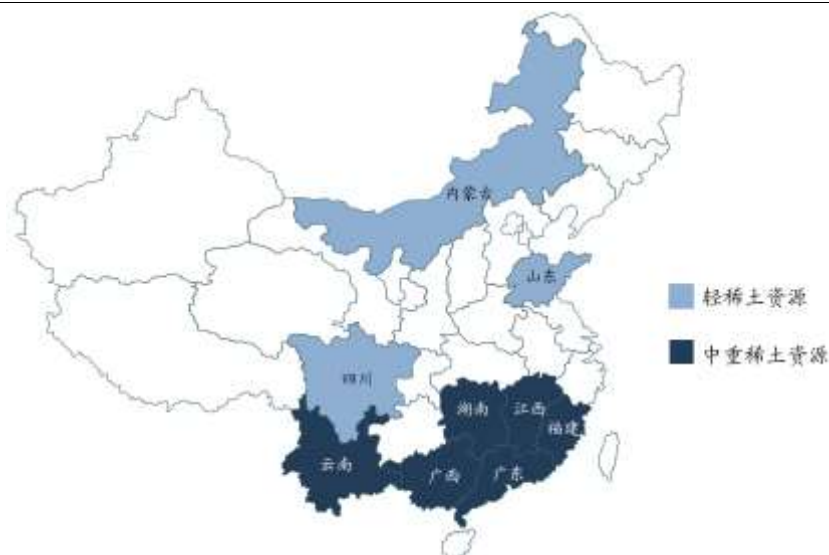 内蒙古
山东
轻稀土资源
中重稀土资源
四川
湖南
江西
福建
云南
广西
广东